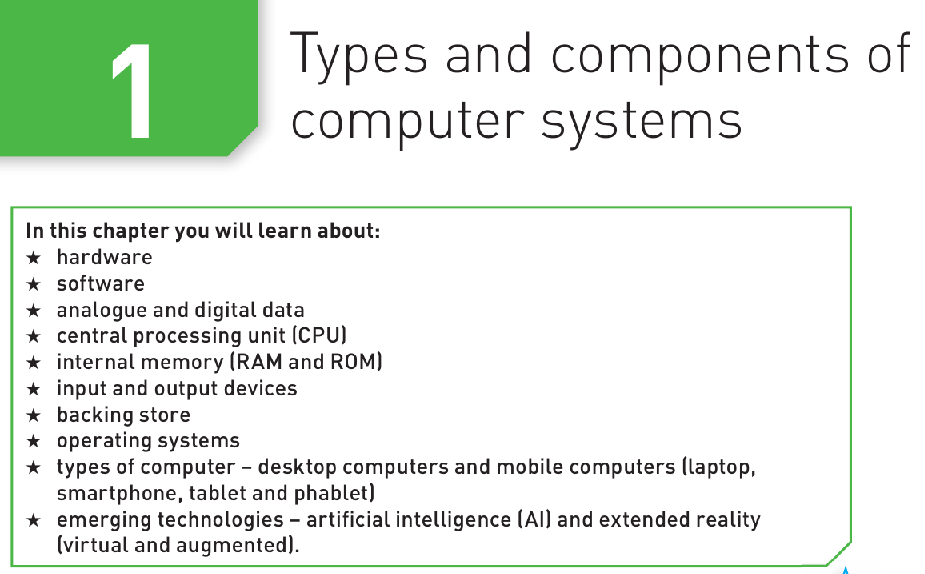 1
Types and components of
computer systems
In this chapter you will learn about:
★ hardware
★ software
★ analogue and digital data
★ central processing unit (CPU)
★ internal memory (RAM and ROM)
★ input and output devices
★ backing store
★ operating systems
★ types of computer – desktop computers and mobile computers (laptop,
smartphone, tablet and phablet)
★ emerging technologies – artificial intelligence (AI) and extended reality
(virtual and augmented).